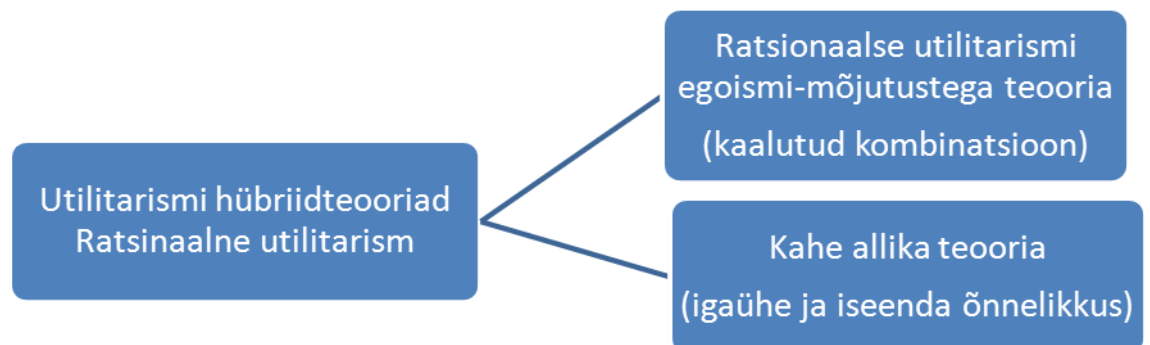 Utilitarismi hübriidteooriad
Ratsinaalne utilitarism
Ratsionaalse utilitarismi
egoismi-mõjutustega teooria
(kaalutud kombinatsioon)
Kahe allika teooria
(igaühe ja iseenda õnnelikkus)